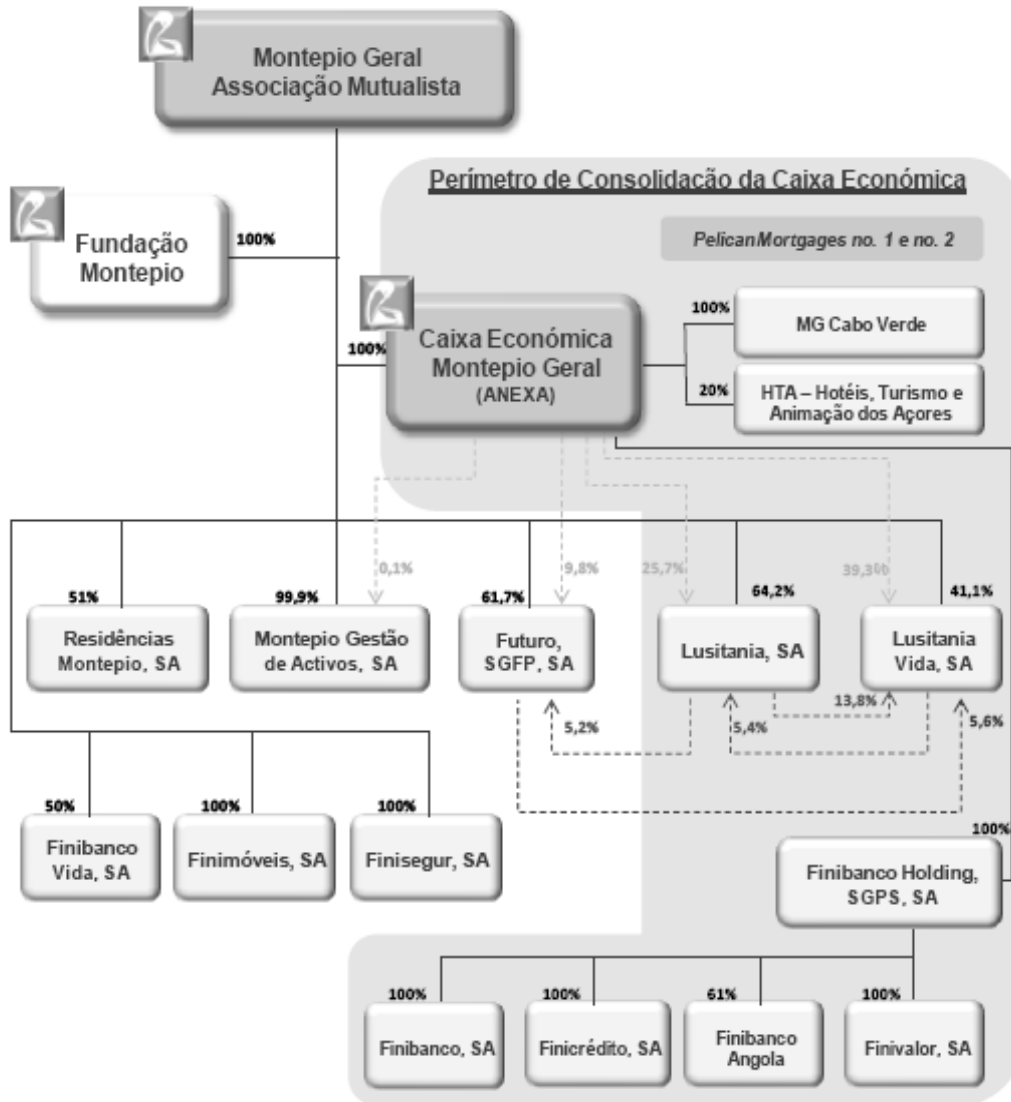 Montepio Geral
Associação Mutualista
Perímetro de Consolidação da Caixa Económica
Fundação
Montepio
100%
PelicanMortgages no. 1 e no. 2
Caixa Económica
Montepio Geral
(ANEXA)
100%
100%
MG Cabo Verde
20%
HTA – Hotéis, Turismo e
Animação dos Açores
0,1%
9,8%
25,7%
39,3%
51%
99,9%
61,7%
64,2%
41,1%
Residências
Montepio, SA
Montepio Gestão
de Activos, SA
Futuro,
SGFP, SA
Lusitania, SA
Lusitania
Vida, SA
5,2%
5,4%
13,8%
5,6%
50%
100%
100%
Finibanco
Vida, SA
Finimóveis, SA
Finisegur, SA
100%
Finibanco Holding,
SGPS, SA
100%
100%
61%
100%
Finibanco, SA
Finicrédito, SA
Finibanco
Angola
Finivalor, SA